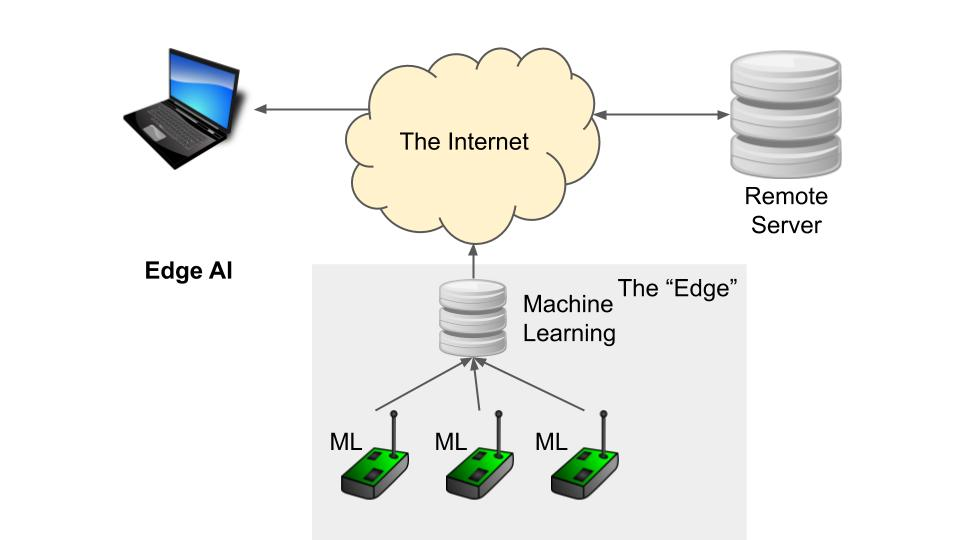 The Internet
Remote
Server
Edge AI
The “Edge”
Machine
Learning
ML
ML
ML